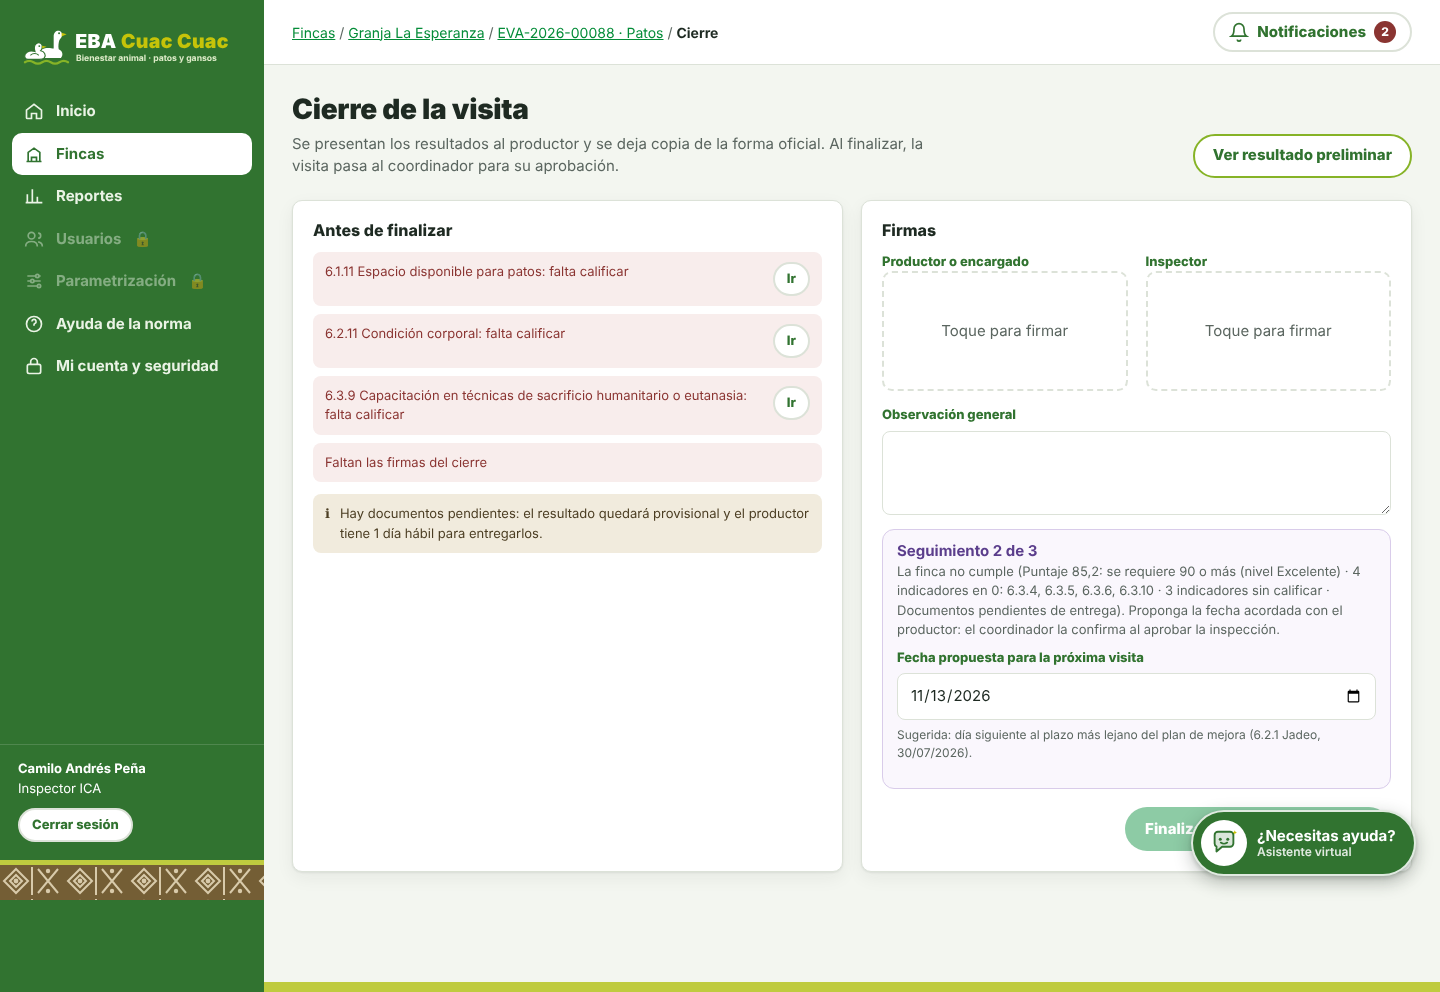 EBA Cuac Cuac
Bienestar animal · patos y gansos
Inicio
Fincas
Reportes
Usuarios
Parametrización
Ayuda de la norma
Mi cuenta y seguridad
Camilo Andrés Peña
Inspector ICA
Cerrar sesión
Fincas / Granja La Esperanza / EVA-2026-00088 · Patos / Cierre
Notificaciones 2
Cierre de la visita
Se presentan los resultados al productor y se deja copia de la forma oficial. Al finalizar, la
visita pasa al coordinador para su aprobación.
Ver resultado preliminar
Antes de finalizar
6.1.11 Espacio disponible para patos: falta calificar
Ir
6.2.11 Condición corporal: falta calificar
Ir
6.3.9 Capacitación en técnicas de sacrificio humanitario o eutanasia:
falta calificar
Ir
Faltan las firmas del cierre
Hay documentos pendientes: el resultado quedará provisional y el productor
tiene 1 día hábil para entregarlos.
Firmas
Productor o encargado
Inspector
Toque para firmar
Toque para firmar
Observación general
Seguimiento 2 de 3
La finca no cumple (Puntaje 85,2: se requiere 90 o más (nivel Excelente) · 4
indicadores en 0: 6.3.4, 6.3.5, 6.3.6, 6.3.10 · 3 indicadores sin calificar ·
Documentos pendientes de entrega). Proponga la fecha acordada con el
productor: el coordinador la confirma al aprobar la inspección.
Fecha propuesta para la próxima visita
11/13/2026
Sugerida: día siguiente al plazo más lejano del plan de mejora (6.2.1 Jadeo,
30/07/2026).
¿Necesitas ayuda?
Asistente virtual